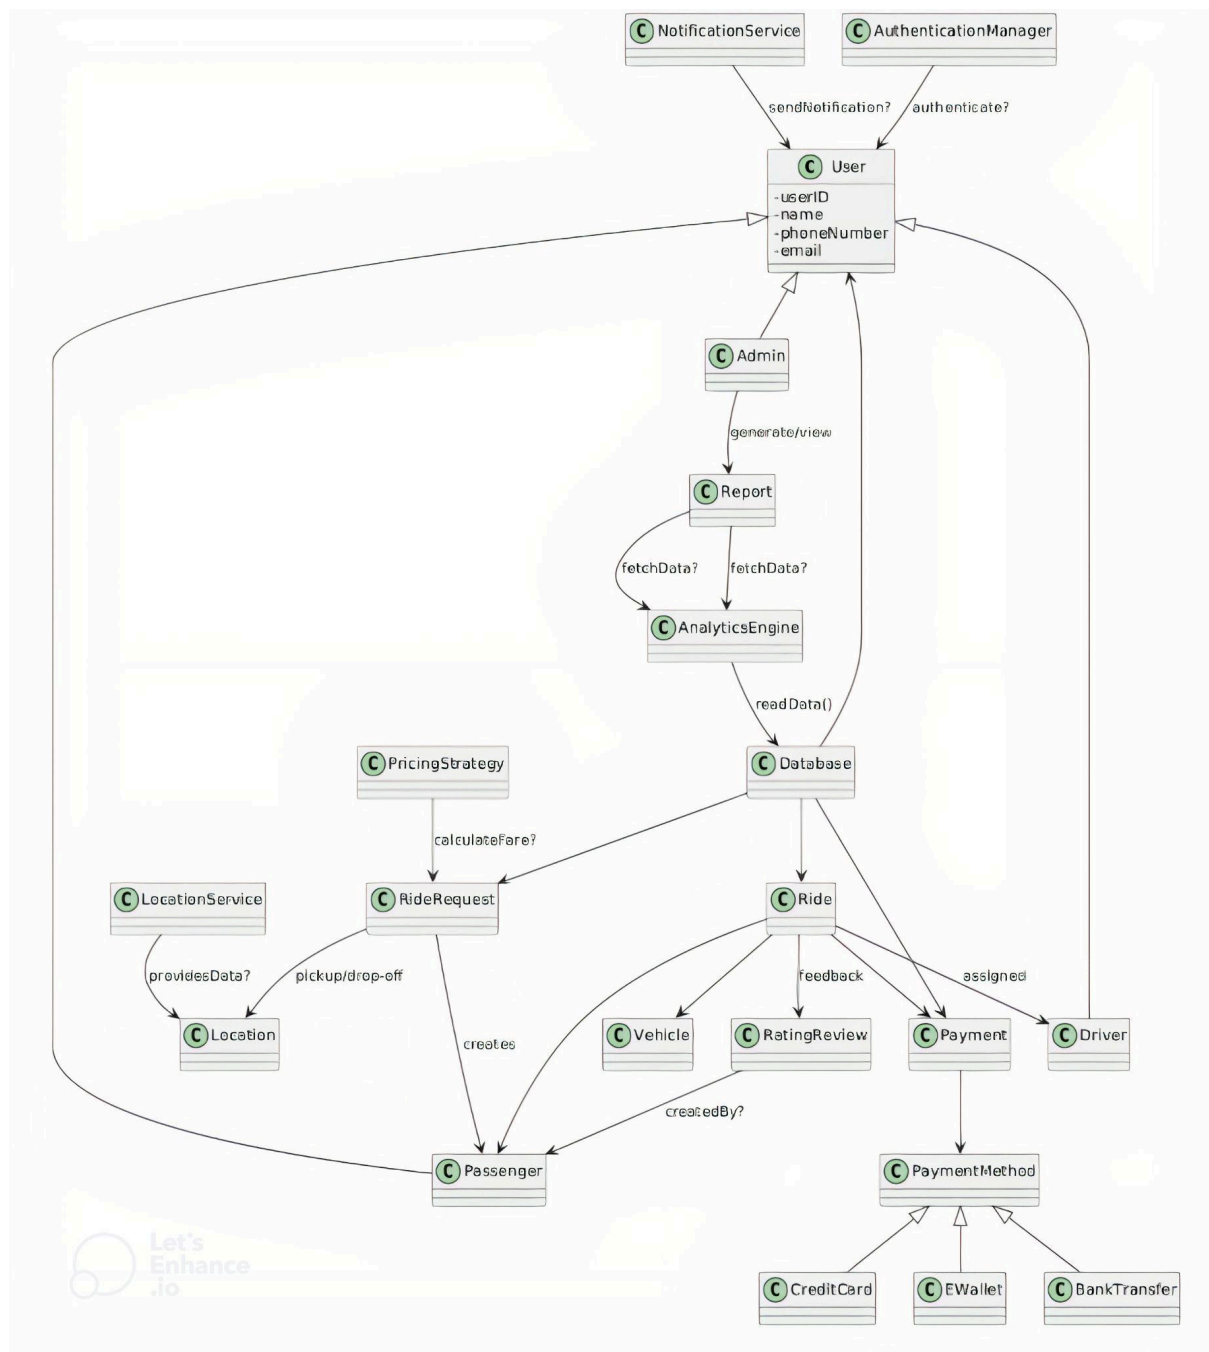 C NotificationService
C AuthenticationManager
sendNotification?
authenticate?
C User
-userID
-name
-phoneNumber
-email
C Admin
generate/view
C Report
fetchData?
fetchData?
C AnalyticsEngine
readData()
C PricingStrategy
C Database
calculateFare?
C LocationService
C RideRequest
C Ride
providesData?
pickup/drop-off
feedback
assigned
C Location
C Vehicle
C RatingReview
C Payment
C Driver
creates
createdBy?
C Passenger
C PaymentMethod
Let's
Enhance
.io
C CreditCard
C EWallet
C BankTransfer